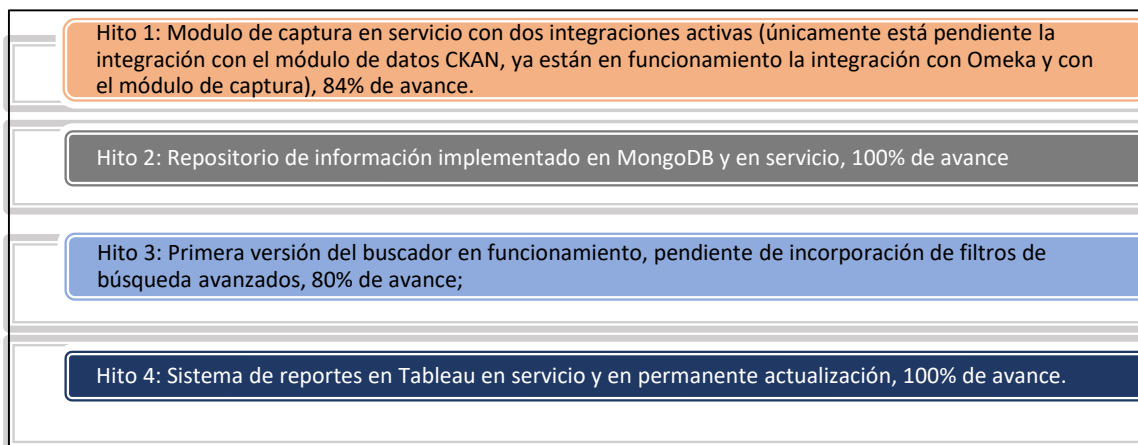 Hito 1: Modulo de captura en servicio con dos integraciones activas (únicamente está pendiente la
integración con el módulo de datos CKAN, ya están en funcionamiento la integración con Omeka y con
el módulo de captura), 84% de avance.
Hito 2: Repositorio de información implementado en MongoDB y en servicio, 100% de avance
Hito 3: Primera versión del buscador en funcionamiento, pendiente de incorporación de filtros de
búsqueda avanzados, 80% de avance;
Hito 4: Sistema de reportes en Tableau en servicio y en permanente actualización, 100% de avance.